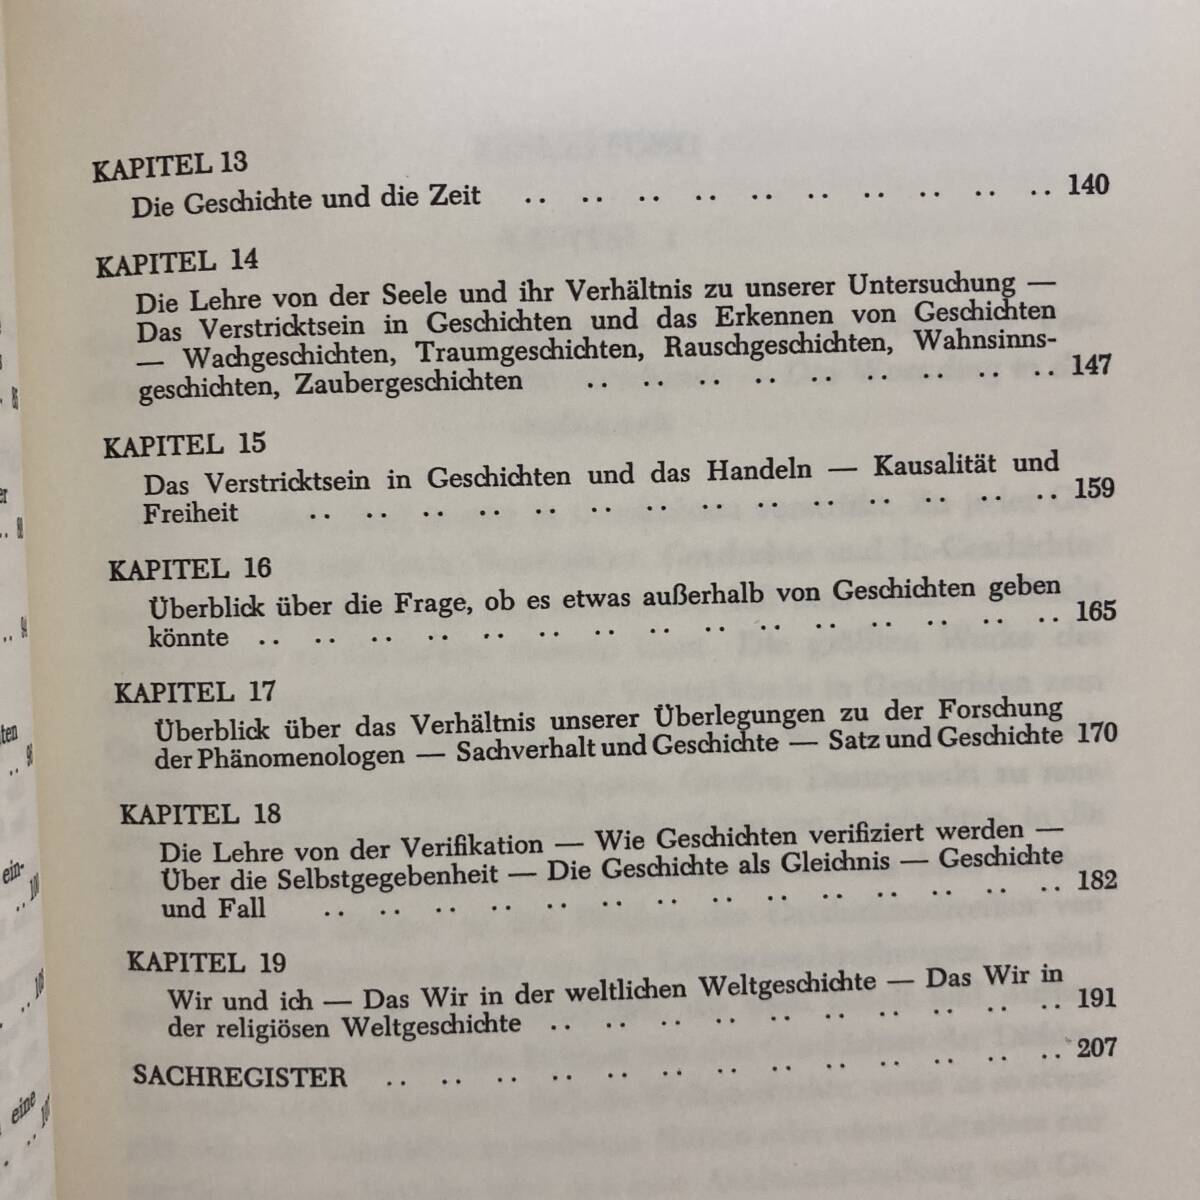 KAPITEL 13
Die Geschichte und die Zeit .. .. .. .. .. .. .. .. .. .. 140
KAPITEL 14
Die Lehre von der Seele und ihr Verhältnis zu unserer Untersuchung —
Das Verstricktsein in Geschichten und das Erkennen von Geschichten
— Wachgeschichten, Traumgeschichten, Rauschgeschichten, Wahnsinns-
geschichten, Zaubergeschichten .. .. .. .. .. .. .. .. .. 147
KAPITEL 15
Das Verstricktsein in Geschichten und das Handeln — Kausalität und
Freiheit .. .. .. .. .. .. .. .. .. .. .. .. .. .. 159
KAPITEL 16
Überblick über die Frage, ob es etwas außerhalb von Geschichten geben
könnte .. .. .. .. .. .. .. .. .. .. .. .. .. .. .. 165
KAPITEL 17
Überblick über das Verhältnis unserer Überlegungen zu der Forschung
der Phänomenologen — Sachverhalt und Geschichte — Satz und Geschichte 170
KAPITEL 18
Die Lehre von der Verifikation — Wie Geschichten verifiziert werden —
Über die Selbstgegebenheit — Die Geschichte als Gleichnis — Geschichte
und Fall .. .. .. .. .. .. .. .. .. .. .. .. .. .. 182
KAPITEL 19
Wir und ich — Das Wir in der weltlichen Weltgeschichte — Das Wir in
der religiösen Weltgeschichte .. .. .. .. .. .. .. .. .. .. 191
SACHREGISTER .. .. .. .. .. .. .. .. .. .. .. .. .. 207
ein-
eine